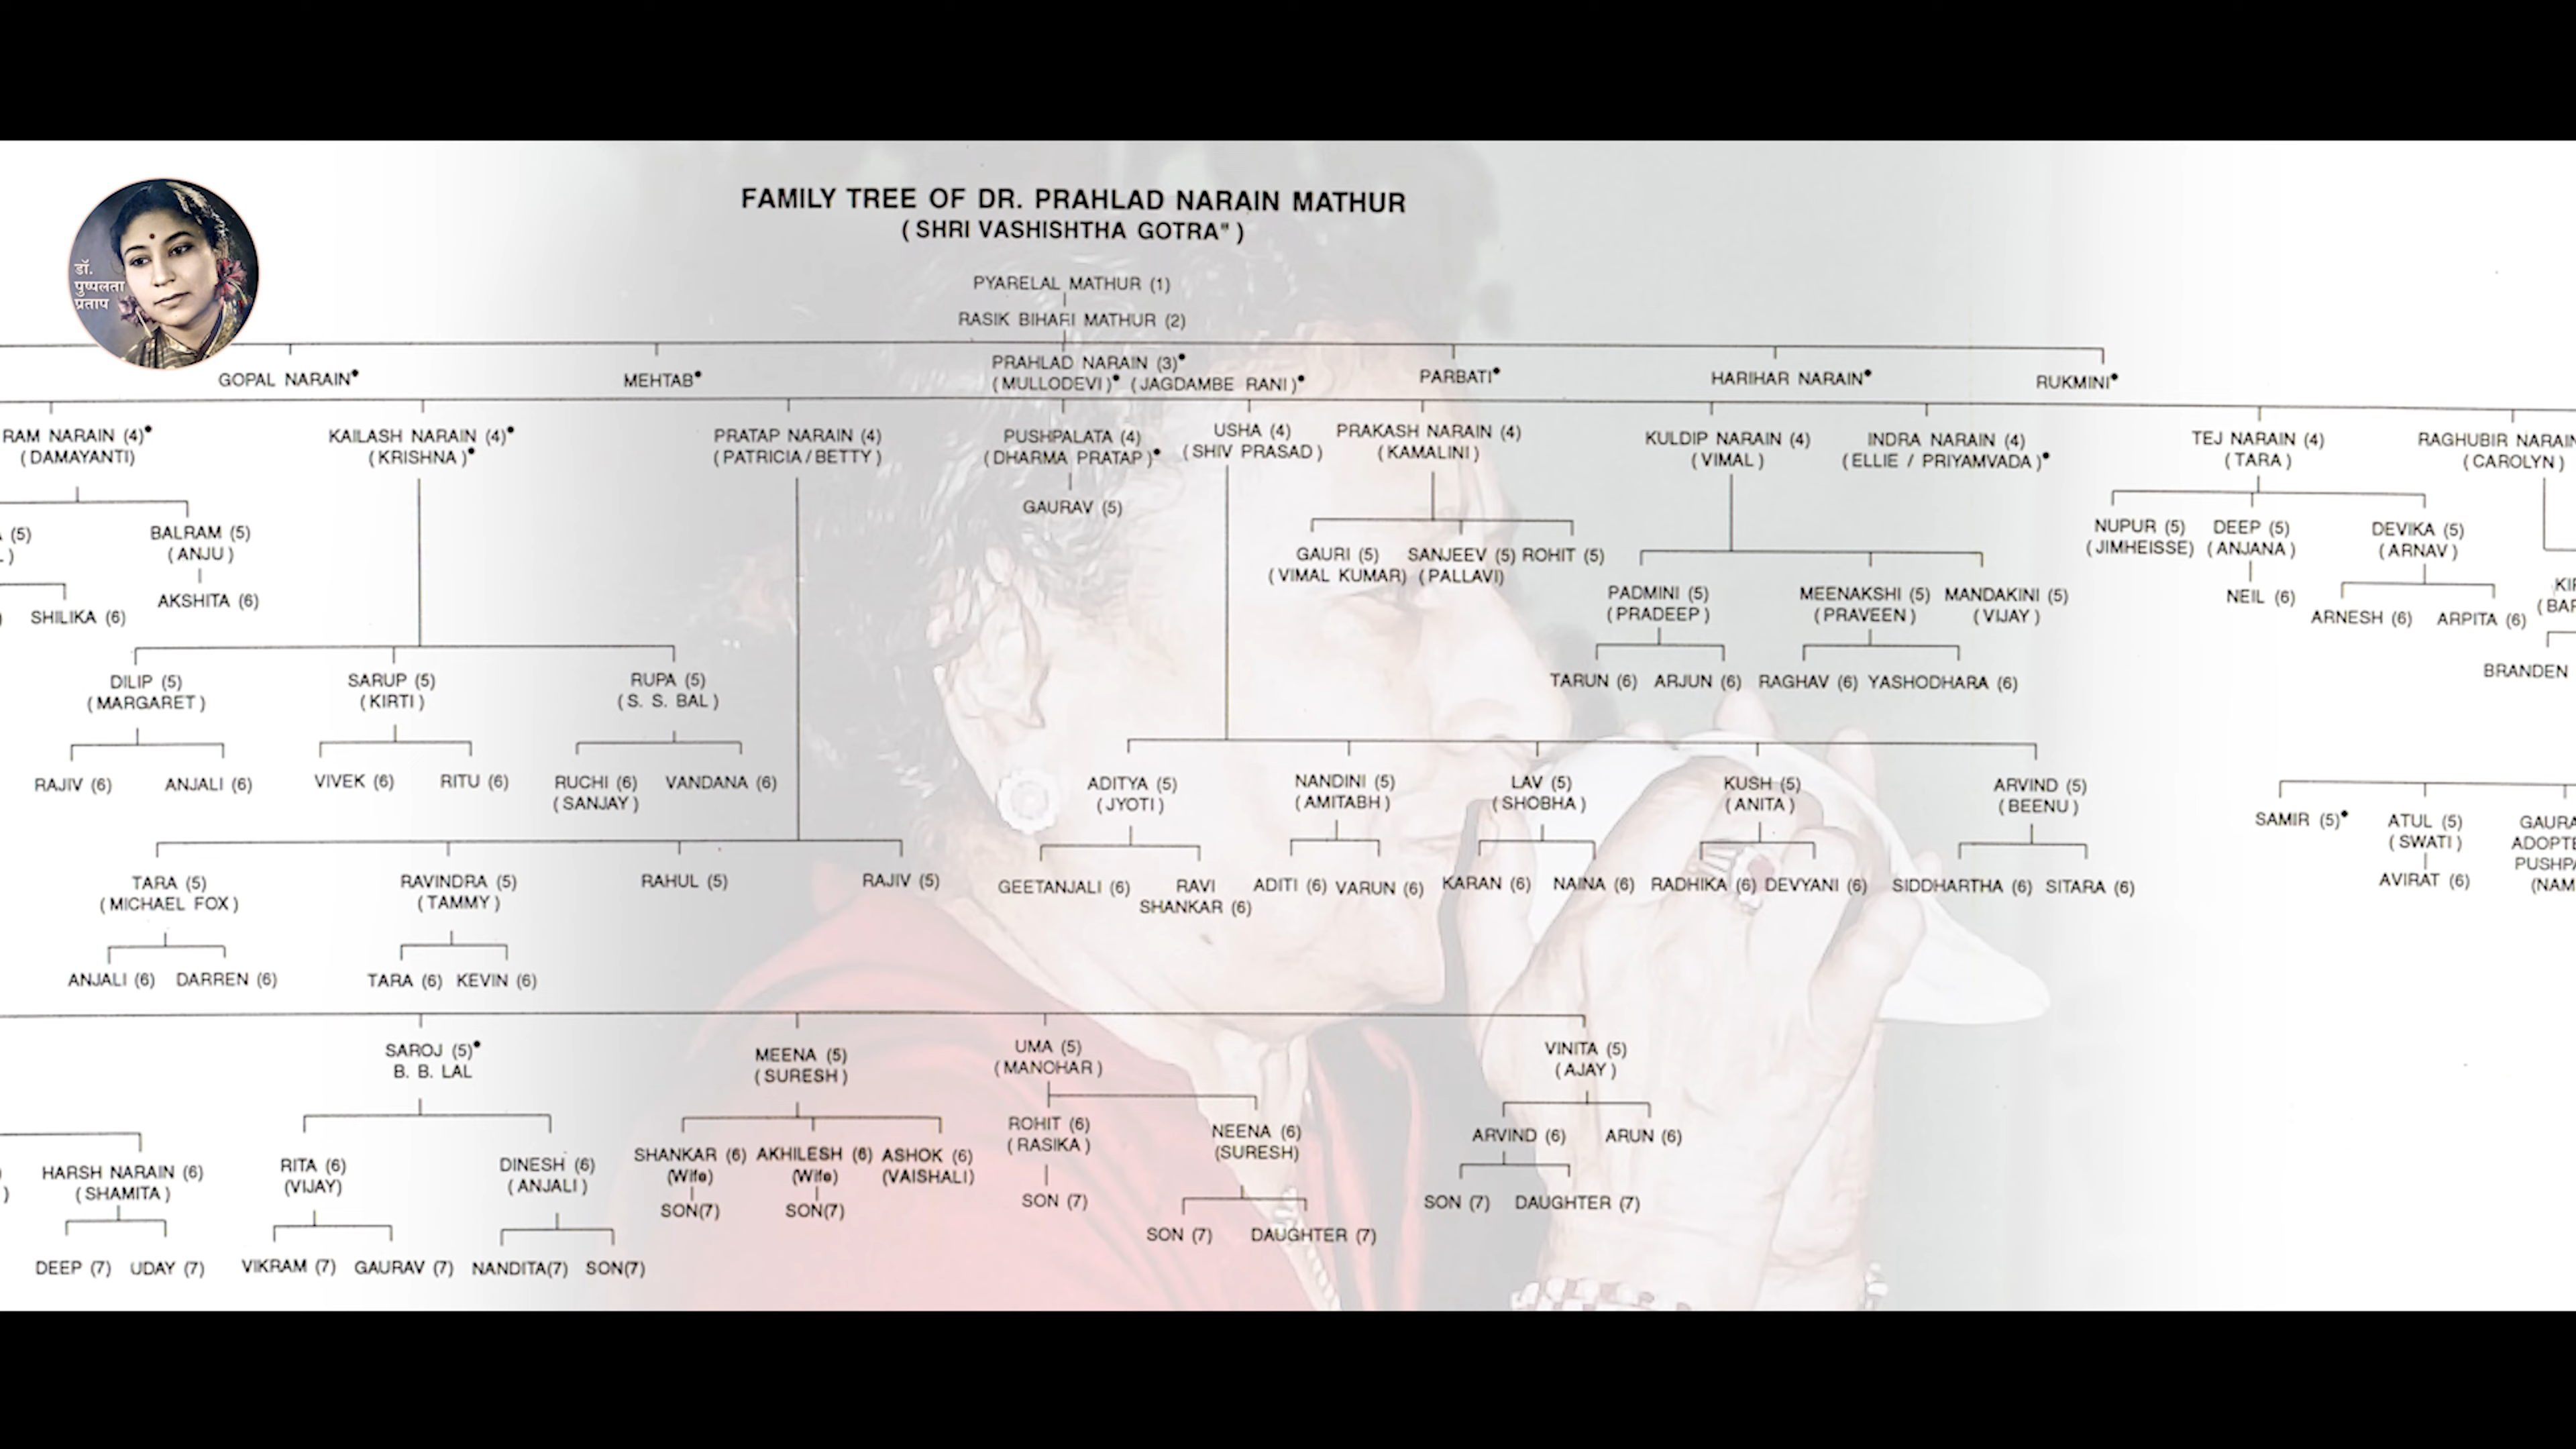 FAMILY TREE OF DR. PRAHLAD NARAIN MATHUR
(SHRI VASHISHTHA GOTRA")
डॉ.
पुष्पलता
प्रताप
PYARELAL MATHUR (1)
RASIK BIHARI MATHUR (2)
GOPAL NARAIN• MEHTAB• PRAHLAD NARAIN (3)• PARBATI• HARIHAR NARAIN• RUKMINI•
(MULLODEVI)• (JAGDAMBE RANI)•
RAM NARAIN (4)• KAILASH NARAIN (4)• PRATAP NARAIN (4) PUSHPALATA (4) USHA (4) PRAKASH NARAIN (4) KULDIP NARAIN (4) INDRA NARAIN (4) TEJ NARAIN (4) RAGHUBIR NARAIN
(DAMAYANTI) (KRISHNA)• (PATRICIA/BETTY) (DHARMA PRATAP)• (SHIV PRASAD) (KAMALINI) (VIMAL) (ELLIE / PRIYAMVADA)• (TARA) (CAROLYN)
GAURAV (5)
(5) BALRAM (5) GAURI (5) SANJEEV (5) ROHIT (5) NUPUR (5) DEEP (5) DEVIKA (5)
(ANJU) (VIMAL KUMAR) (PALLAVI) (JIMHEISSE) (ANJANA) (ARNAV)
SHILIKA (6) AKSHITA (6) PADMINI (5) MEENAKSHI (5) MANDAKINI (5) NEIL (6) ARNESH (6) ARPITA (6)
(PRADEEP) (PRAVEEN) (VIJAY)
DILIP (5) SARUP (5) RUPA (5) TARUN (6) ARJUN (6) RAGHAV (6) YASHODHARA (6) BRANDEN
(MARGARET) (KIRTI) (S. S. BAL)
RAJIV (6) ANJALI (6) VIVEK (6) RITU (6) RUCHI (6) VANDANA (6) ADITYA (5) NANDINI (5) LAV (5) KUSH (5) ARVIND (5)
(SANJAY) (JYOTI) (AMITABH) (SHOBHA) (ANITA) (BEENU)
SAMIR (5)• ATUL (5)
(SWATI)
AVIRAT (6)
TARA (5) RAVINDRA (5) RAHUL (5) RAJIV (5) GEETANJALI (6) RAVI ADITI (6) VARUN (6) KARAN (6) NAINA (6) RADHIKA (6) DEVYANI (6) SIDDHARTHA (6) SITARA (6)
(MICHAEL FOX) (TAMMY) SHANKAR (6)
ANJALI (6) DARREN (6) TARA (6) KEVIN (6)
SAROJ (5)• MEENA (5) UMA (5) VINITA (5)
B. B. LAL (SURESH) (MANOHAR) (AJAY)
HARSH NARAIN (6) RITA (6) DINESH (6) SHANKAR (6) AKHILESH (6) ASHOK (6) ROHIT (6) NEENA (6) ARVIND (6) ARUN (6)
(SHAMITA) (VIJAY) (ANJALI) (Wife) (Wife) (VAISHALI) (RASIKA) (SURESH)
SON(7) SON(7) SON (7) SON (7) DAUGHTER (7) SON (7) DAUGHTER (7)
DEEP (7) UDAY (7) VIKRAM (7) GAURAV (7) NANDITA(7) SON(7)